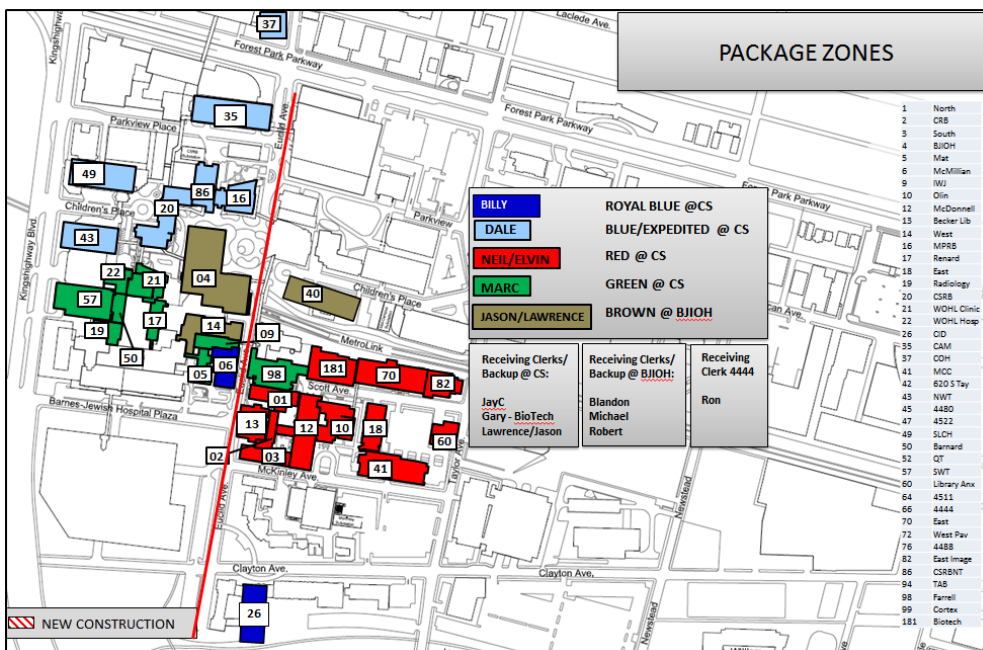 PACKAGE ZONES
Laclede Ave.
Forest Park Parkway
Forest Park Parkway
Forest Park Parkway
Kingshighway
Kingshighway Blvd.
Euclid Ave.
Euclid Ave.
Parkview Place
Parkview
Children's Place
Children's Place
MetroLink
Scott Ave.
Barnes-Jewish Hospital Plaza
McKinley Ave.
Taylor Ave.
Newstead
Newstead
Clayton Ave.
Clayton Ave.
37
35
49
86
16
20
43
04
22
21
40
57
17
14
19
50
09
05
06
98
181
70
82
01
13
12
10
18
60
02
03
41
26
BILLY ROYAL BLUE @CS
DALE BLUE/EXPEDITED @ CS
NEIL/ELVIN RED @ CS
MARC GREEN @ CS
JASON/LAWRENCE BROWN @ BJIOH
Receiving Clerks/
Backup @ CS:
JayC
Gary - BioTech
Lawrence/Jason
Receiving Clerks/
Backup @ BJIOH:
Blandon
Michael
Robert
Receiving
Clerk 4444
Ron
NEW CONSTRUCTION
1 North
2 CRB
3 South
4 BJIOH
5 Mat
6 McMillian
9 IWJ
10 Olin
12 McDonnell
13 Becker Lib
14 West
16 MPRB
17 Renard
18 East
19 Radiology
20 CSRB
21 WOHL Clinic
22 WOHL Hosp
26 CID
35 CAM
37 COH
41 MCC
42 620 S Tay
43 NWT
45 4480
47 4522
49 SLCH
50 Barnard
52 QT
57 SWT
60 Library Anx
64 4511
66 4444
70 East
72 West Pav
76 4488
82 East Image
86 CSRBNT
94 TAB
98 Farrell
99 Cortex
181 Biotech